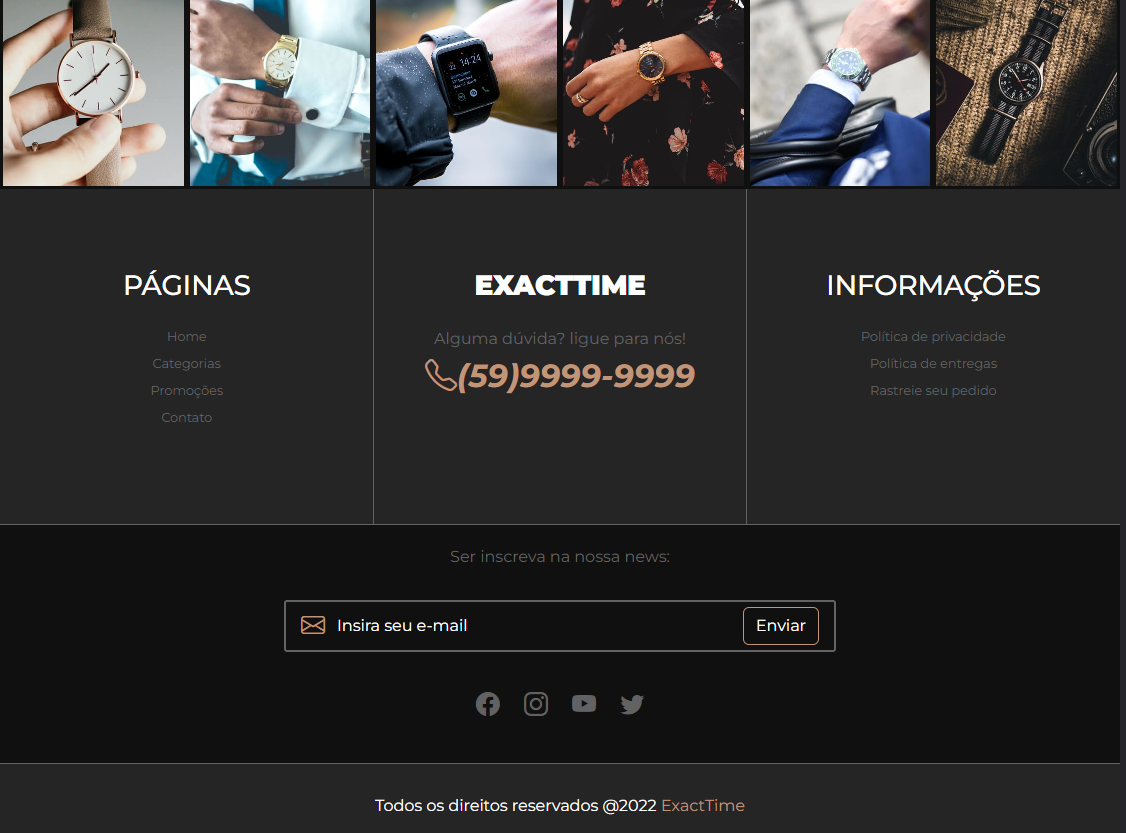 14:24
PÁGINAS
Home
Categorias
Promoções
Contato
EXACTTIME
Alguma dúvida? ligue para nós!
(59)9999-9999
INFORMAÇÕES
Política de privacidade
Política de entregas
Rastreie seu pedido
Ser inscreva na nossa news:
Insira seu e-mail
Enviar
Todos os direitos reservados @2022 ExactTime